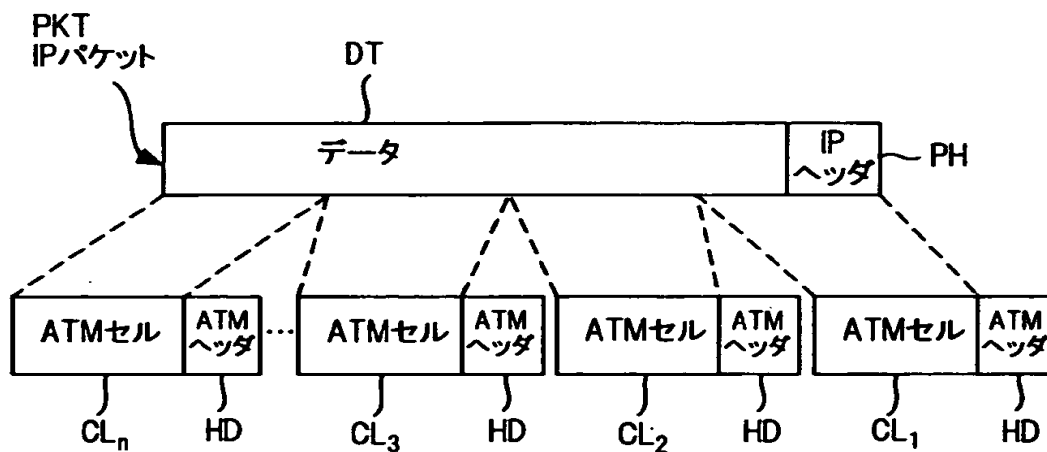 PKT
IPパケット
DT
データ
IP
ヘッダ
PH
ATMセル
ATM
ヘッダ
…
ATMセル
ATM
ヘッダ
ATMセル
ATM
ヘッダ
ATMセル
ATM
ヘッダ
CLn
HD
CL3
HD
CL2
HD
CL1
HD